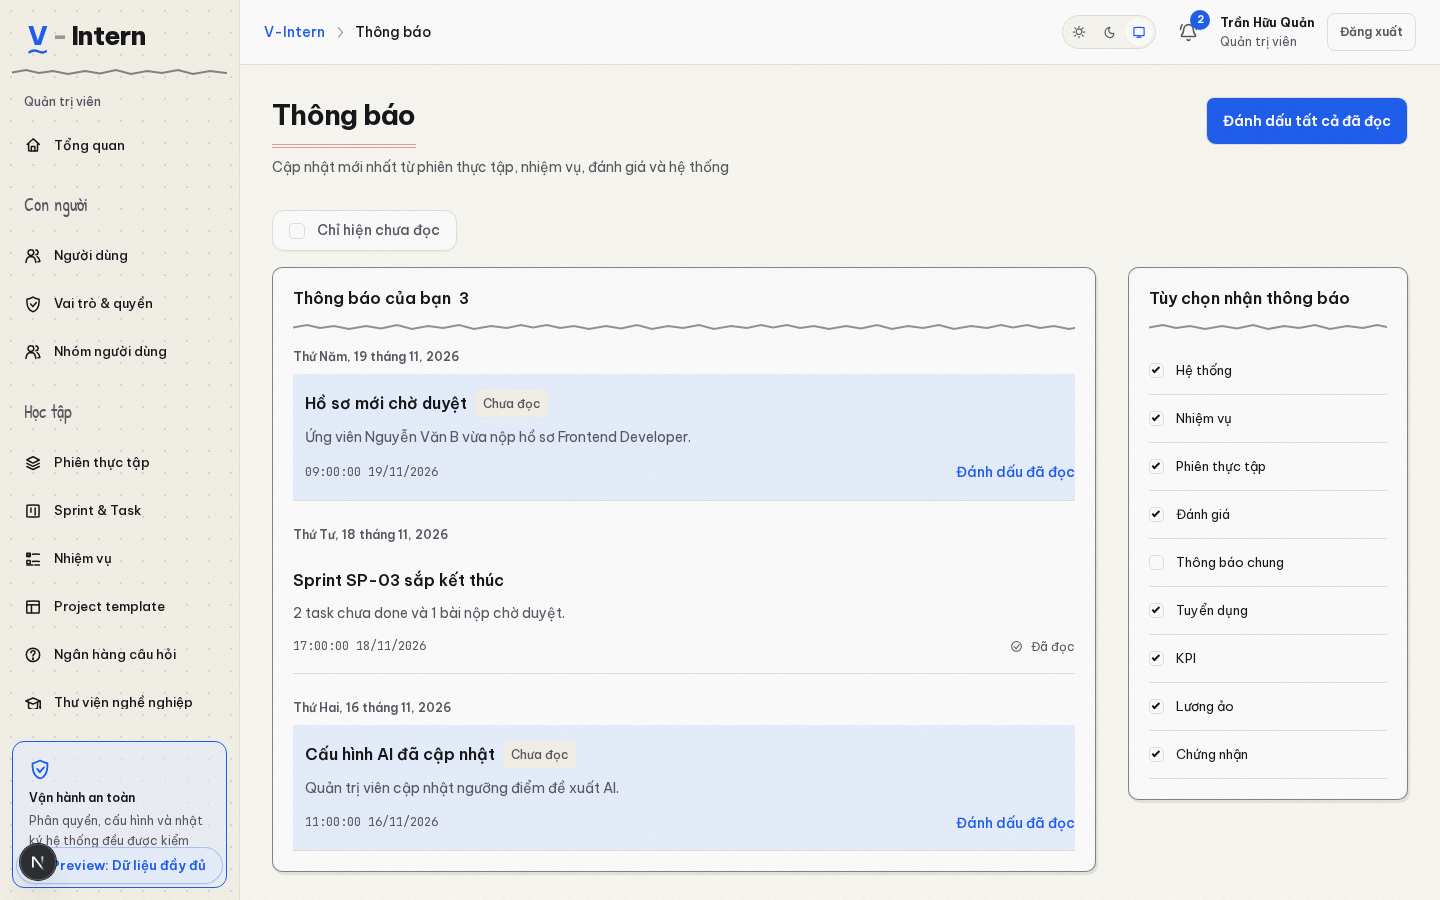 V - Intern
Quản trị viên
Tổng quan
Con người
Người dùng
Vai trò & quyền
Nhóm người dùng
Học tập
Phiên thực tập
Sprint & Task
Nhiệm vụ
Project template
Ngân hàng câu hỏi
Thư viện nghề nghiệp
Vận hành an toàn
Phân quyền, cấu hình và nhật
ký hệ thống đều được kiểm
Preview: Dữ liệu đầy đủ
N
V-Intern
Thông báo
2
Trần Hữu Quản
Quản trị viên
Đăng xuất
Thông báo
Cập nhật mới nhất từ phiên thực tập, nhiệm vụ, đánh giá và hệ thống
Đánh dấu tất cả đã đọc
Chỉ hiện chưa đọc
Thông báo của bạn 3
Thứ Năm, 19 tháng 11, 2026
Hồ sơ mới chờ duyệt Chưa đọc
Ứng viên Nguyễn Văn B vừa nộp hồ sơ Frontend Developer.
09:00:00 19/11/2026 Đánh dấu đã đọc
Thứ Tư, 18 tháng 11, 2026
Sprint SP-03 sắp kết thúc
2 task chưa done và 1 bài nộp chờ duyệt.
17:00:00 18/11/2026 Đã đọc
Thứ Hai, 16 tháng 11, 2026
Cấu hình AI đã cập nhật Chưa đọc
Quản trị viên cập nhật ngưỡng điểm đề xuất AI.
11:00:00 16/11/2026 Đánh dấu đã đọc
Tùy chọn nhận thông báo
Hệ thống
Nhiệm vụ
Phiên thực tập
Đánh giá
Thông báo chung
Tuyển dụng
KPI
Lương ảo
Chứng nhận